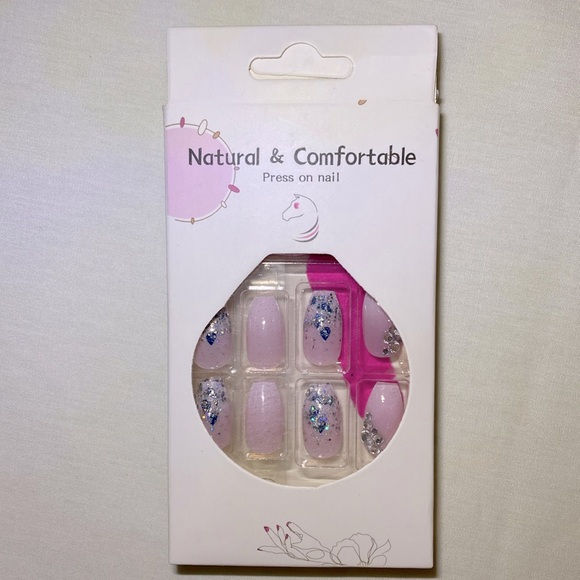 Natural & Comfortable
Press on nail